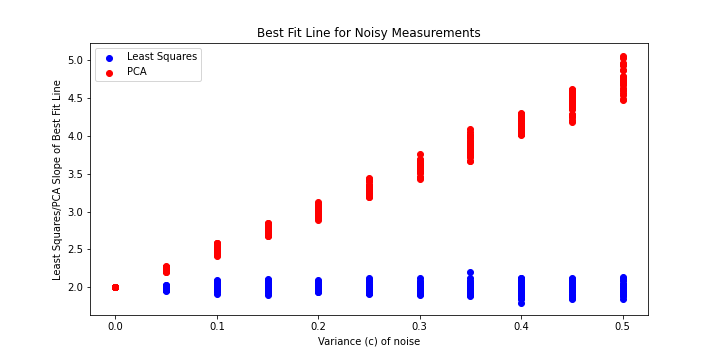 Best Fit Line for Noisy Measurements
Least Squares
PCA
Least Squares/PCA Slope of Best Fit Line
5.0
4.5
4.0
3.5
3.0
2.5
2.0
0.0 0.1 0.2 0.3 0.4 0.5
Variance (c) of noise